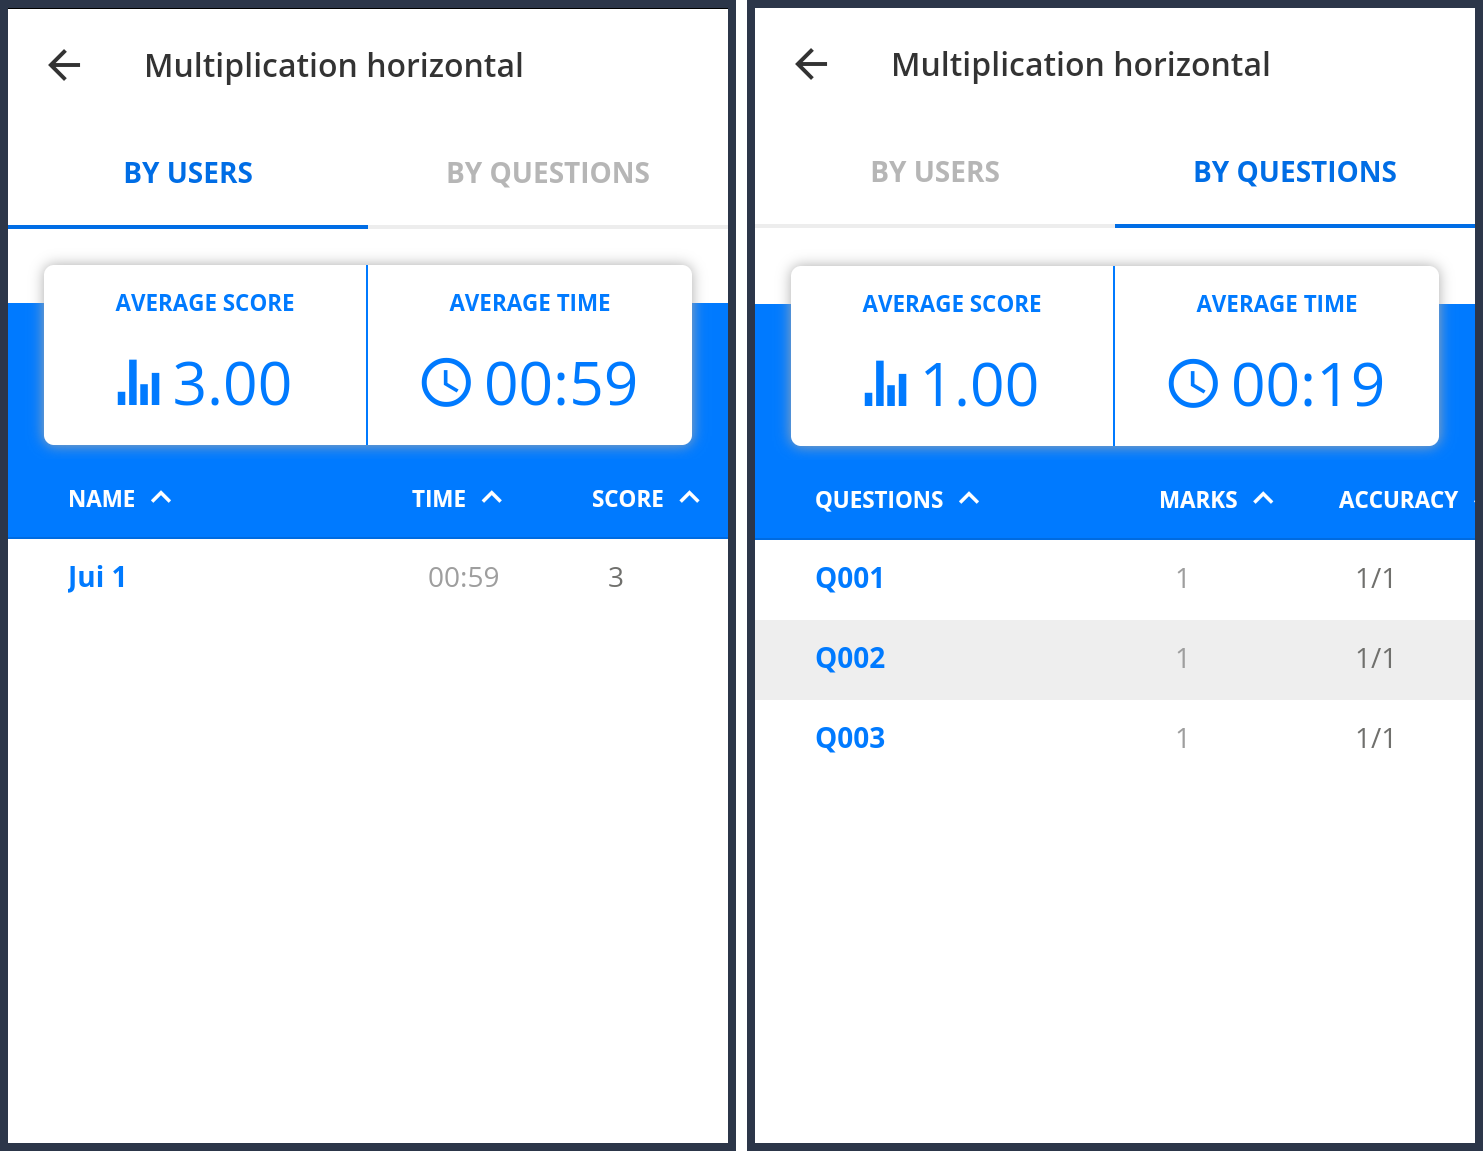 Multiplication horizontal
BY USERS BY QUESTIONS
AVERAGE SCORE AVERAGE TIME
3.00 00:59
NAME TIME SCORE
Jui 1 00:59 3
Multiplication horizontal
BY USERS BY QUESTIONS
AVERAGE SCORE AVERAGE TIME
1.00 00:19
QUESTIONS MARKS ACCURACY
Q001 1 1/1
Q002 1 1/1
Q003 1 1/1